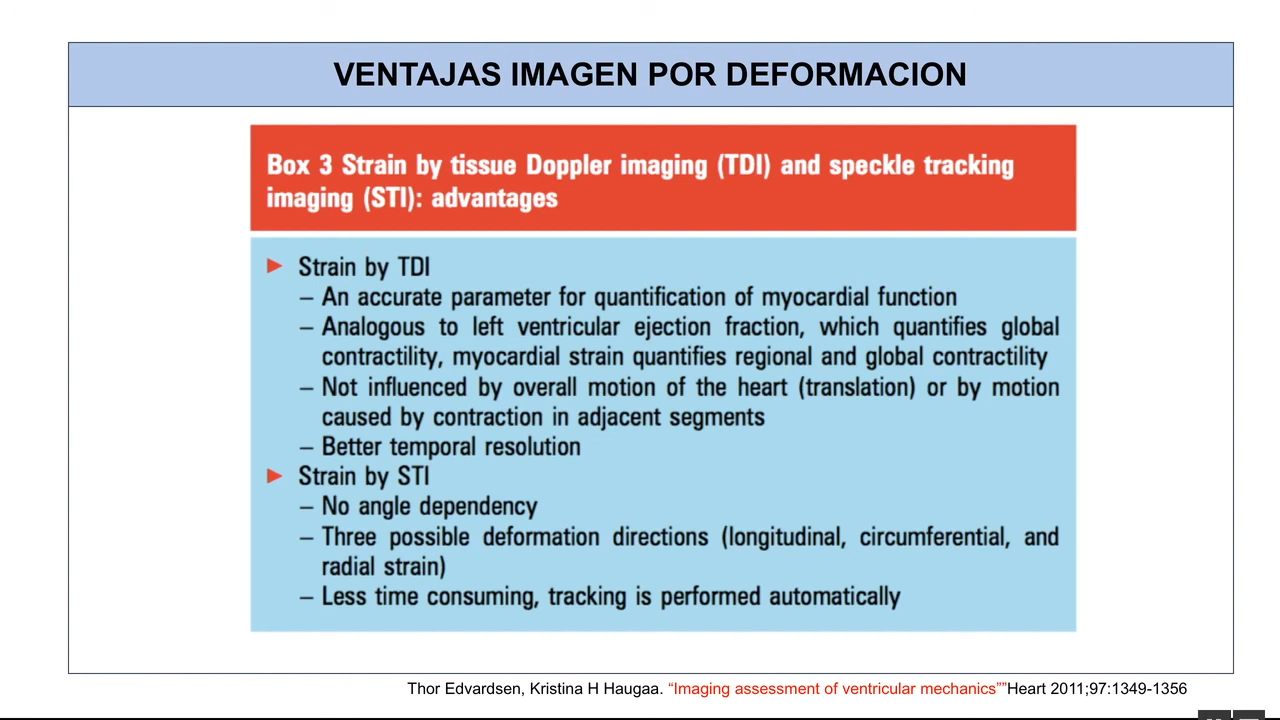 VENTAJAS IMAGEN POR DEFORMACION
Box 3 Strain by tissue Doppler imaging (TDI) and speckle tracking
imaging (STI): advantages
► Strain by TDI
– An accurate parameter for quantification of myocardial function
– Analogous to left ventricular ejection fraction, which quantifies global
contractility, myocardial strain quantifies regional and global contractility
– Not influenced by overall motion of the heart (translation) or by motion
caused by contraction in adjacent segments
– Better temporal resolution
► Strain by STI
– No angle dependency
– Three possible deformation directions (longitudinal, circumferential, and
radial strain)
– Less time consuming, tracking is performed automatically
Thor Edvardsen, Kristina H Haugaa. “Imaging assessment of ventricular mechanics””Heart 2011;97:1349-1356